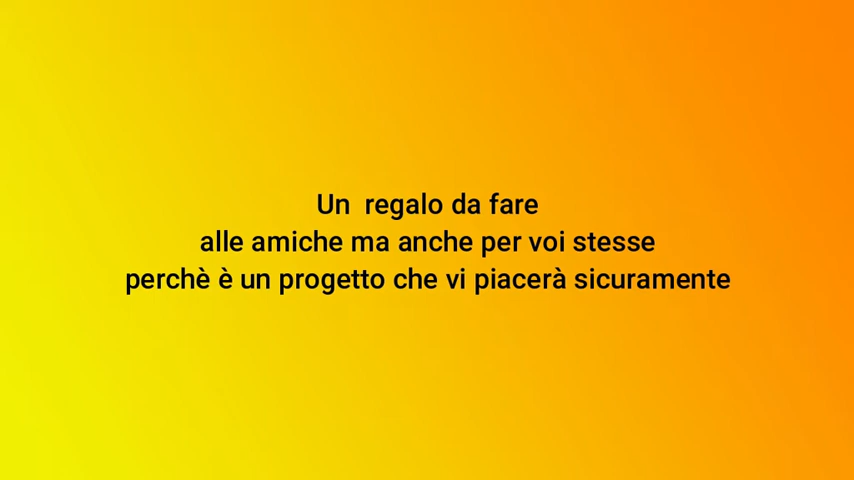 Un  regalo da fare
alle amiche ma anche per voi stesse
perchè è un progetto che vi piacerà sicuramente